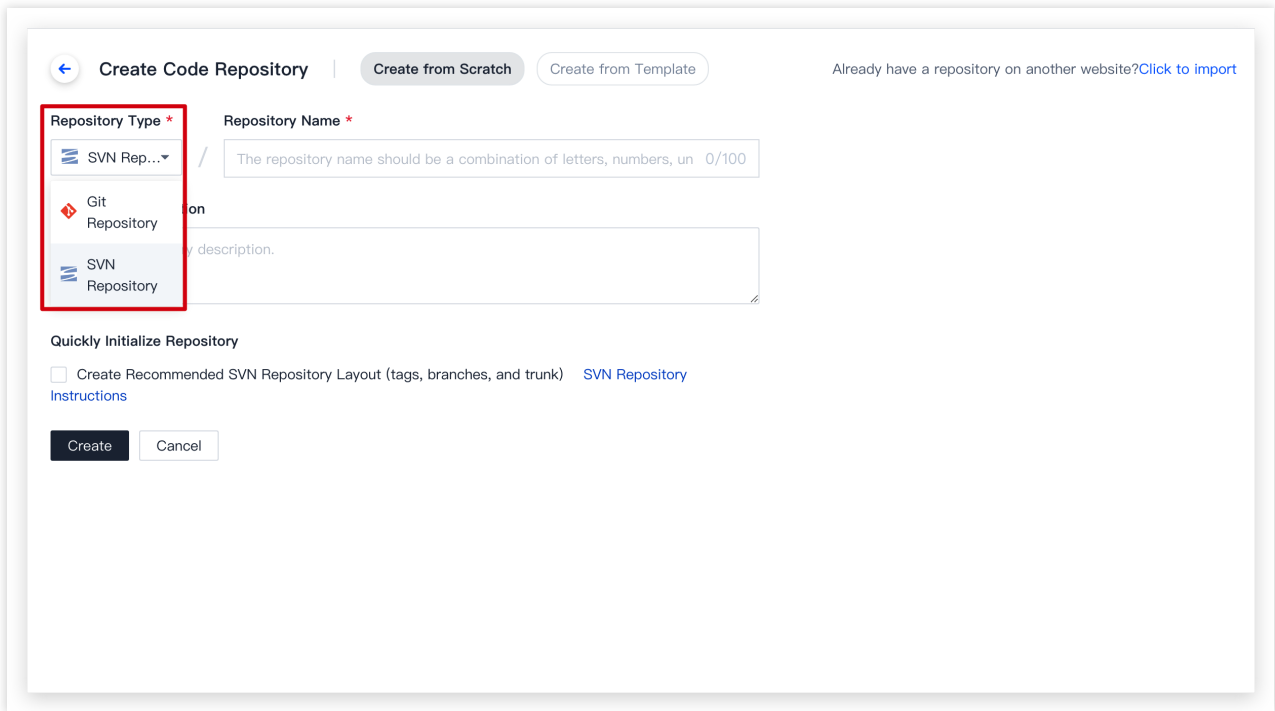 Create Code Repository
Create from Scratch
Create from Template
Already have a repository on another website?Click to import
Repository Type *
Repository Name *
SVN Rep...
/
The repository name should be a combination of letters, numbers, un
0/100
Git
Repository
ion
SVN
Repository
y description.
Quickly Initialize Repository
Create Recommended SVN Repository Layout (tags, branches, and trunk) SVN Repository
Instructions
Create
Cancel